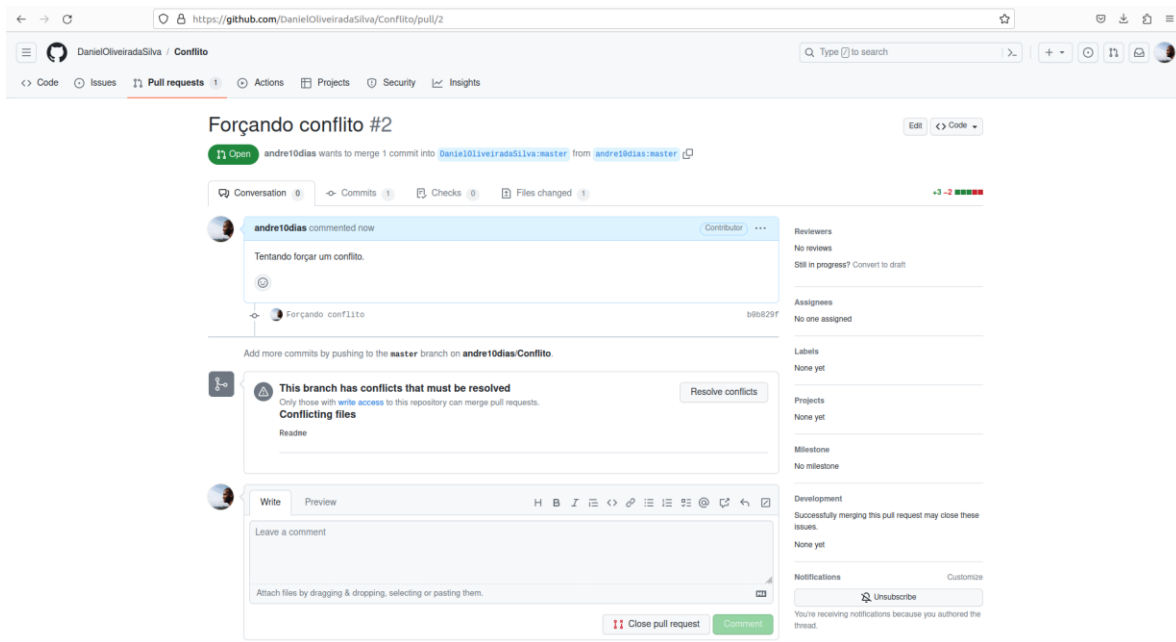 https://github.com/DanielOliveiradaSilva/Conflito/pull/2
DanielOliveiradaSilva / Conflito
Type / to search
Code Issues Pull requests 1 Actions Projects Security Insights
Forçando conflito #2
Edit Code
Open andre10dias wants to merge 1 commit into DanielOliveiradaSilva:master from andre10dias:master
Conversation 0 Commits 1 Checks 0 Files changed 1
+3 −2
andre10dias commented now
Contributor
Tentando forçar um conflito.
Forçando conflito
b0b829f
Add more commits by pushing to the master branch on andre10dias/Conflito.
This branch has conflicts that must be resolved
Only those with write access to this repository can merge pull requests.
Resolve conflicts
Conflicting files
Readme
Write Preview
H B I
Leave a comment
Attach files by dragging & dropping, selecting or pasting them.
Close pull request
Comment
Reviewers
No reviews
Still in progress? Convert to draft
Assignees
No one assigned
Labels
None yet
Projects
None yet
Milestone
No milestone
Development
Successfully merging this pull request may close these
issues.
None yet
Notifications Customize
Unsubscribe
You're receiving notifications because you authored the
thread.